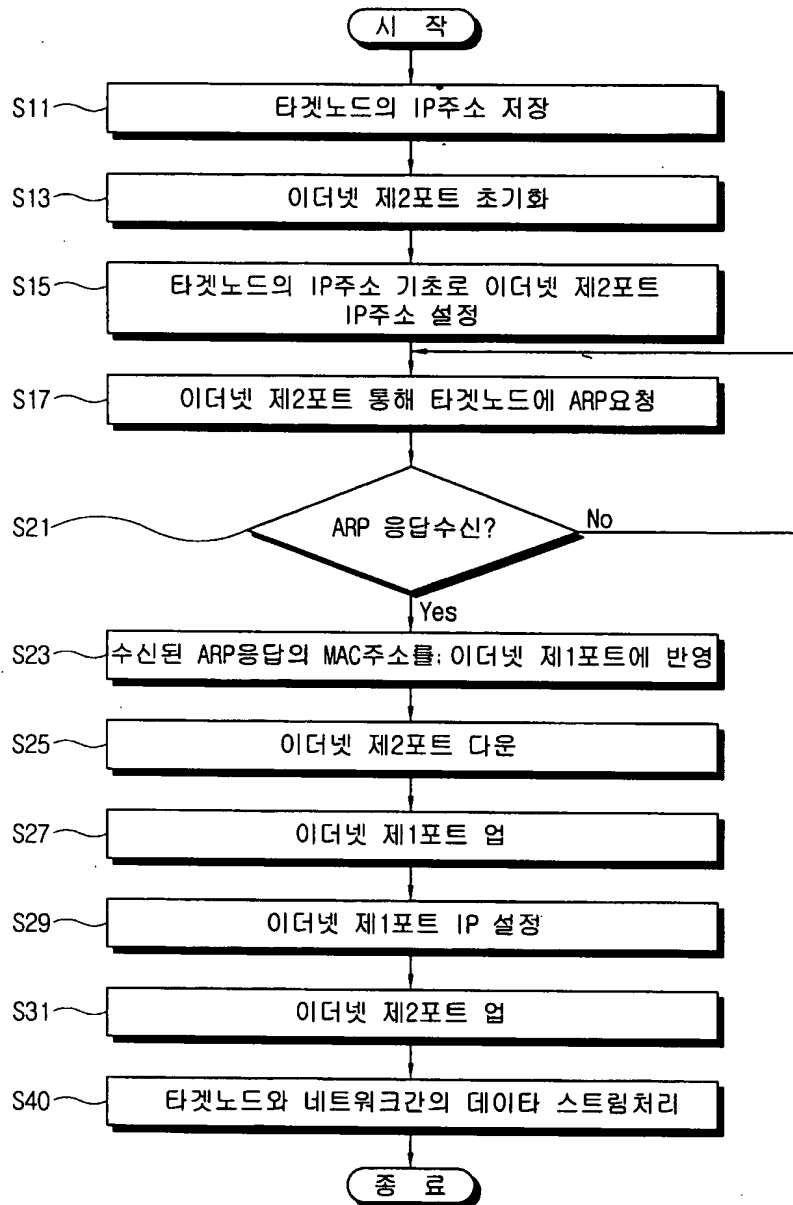 시 작
S11
타겟노드의 IP주소 저장
S13
이더넷 제2포트 초기화
S15
타겟노드의 IP주소 기초로 이더넷 제2포트
IP주소 설정
S17
이더넷 제2포트 통해 타겟노드에 ARP요청
S21
ARP 응답수신?
No
Yes
S23
수신된 ARP응답의 MAC주소를 이더넷 제1포트에 반영
S25
이더넷 제2포트 다운
S27
이더넷 제1포트 업
S29
이더넷 제1포트 IP 설정
S31
이더넷 제2포트 업
S40
타겟노드와 네트워크간의 데이타 스트림처리
종 료